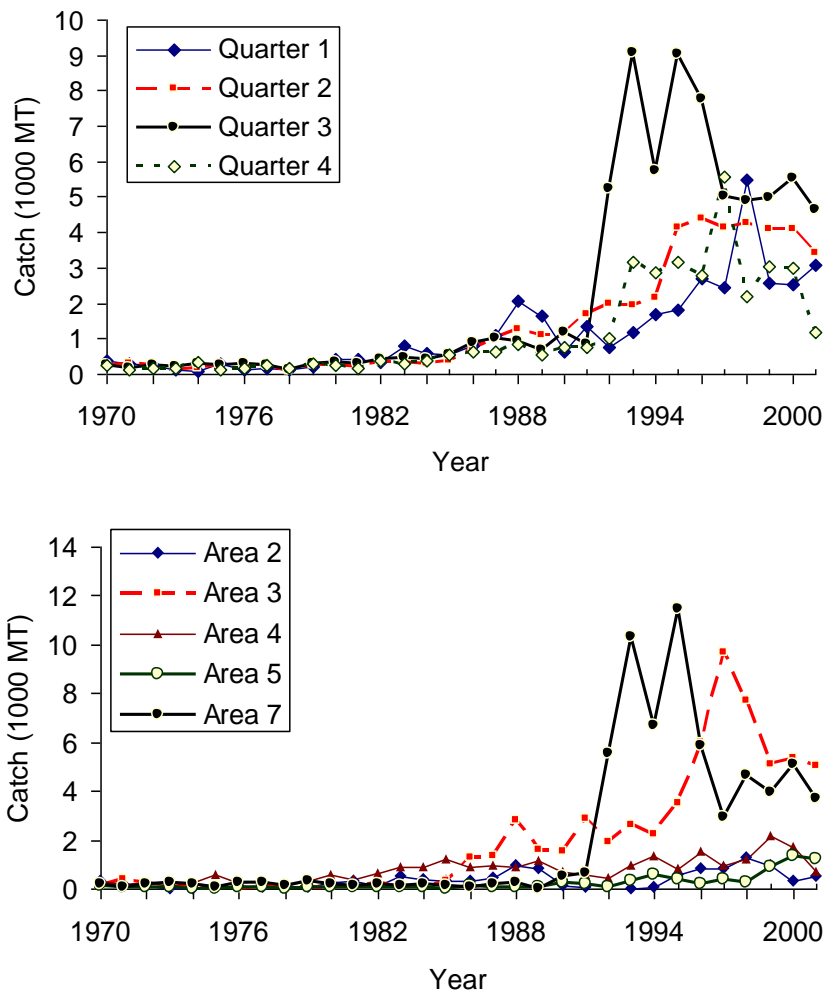 10
9
8
7
6
5
4
3
2
1
0
Catch (1000 MT)
Quarter 1
Quarter 2
Quarter 3
Quarter 4
1970 1976 1982 1988 1994 2000
Year
14
12
10
8
6
4
2
0
Catch (1000 MT)
Area 2
Area 3
Area 4
Area 5
Area 7
1970 1976 1982 1988 1994 2000
Year